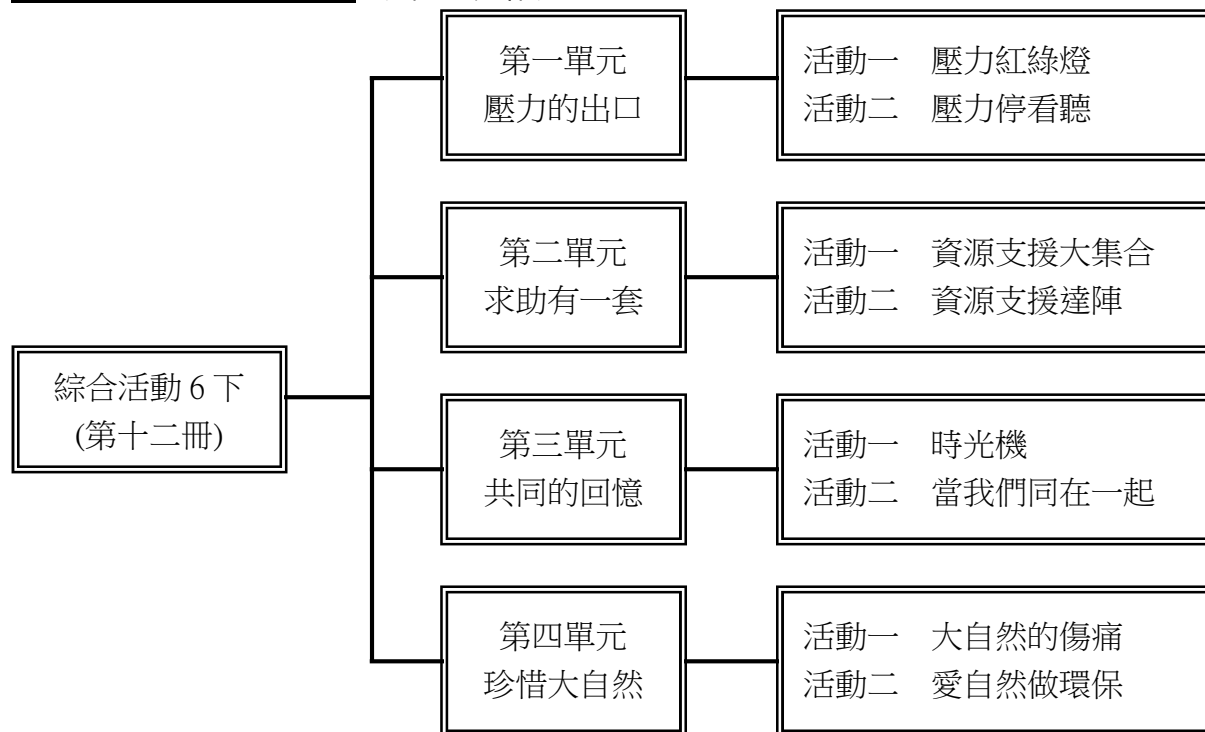 第一單元
壓力的出口
活動一 壓力紅綠燈
活動二 壓力停看聽
第二單元
求助有一套
活動一 資源支援大集合
活動二 資源支援達陣
綜合活動 6 下
(第十二冊)
第三單元
共同的回憶
活動一 時光機
活動二 當我們同在一起
第四單元
珍惜大自然
活動一 大自然的傷痛
活動二 愛自然做環保